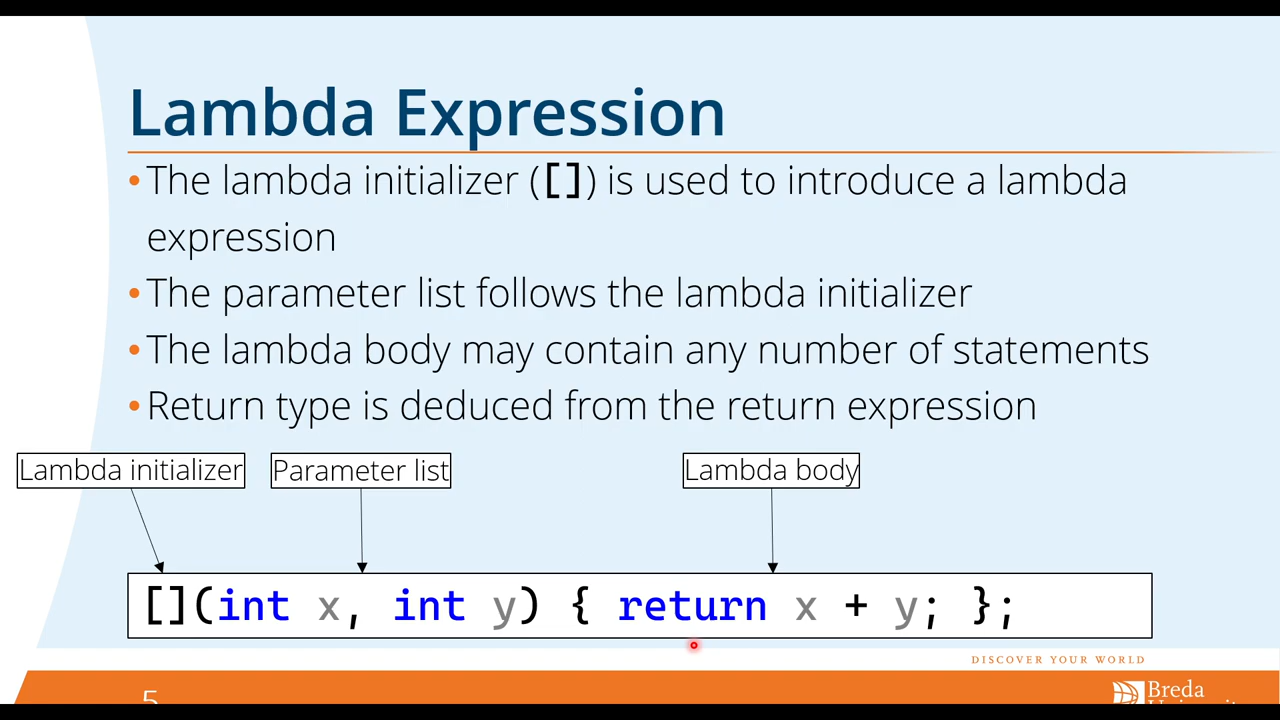 Lambda Expression
•The lambda initializer ([]) is used to introduce a lambda
expression
•The parameter list follows the lambda initializer
•The lambda body may contain any number of statements
•Return type is deduced from the return expression
Lambda initializer Parameter list Lambda body
[](int x, int y) { return x + y; };
DISCOVER YOUR WORLD
5
Breda